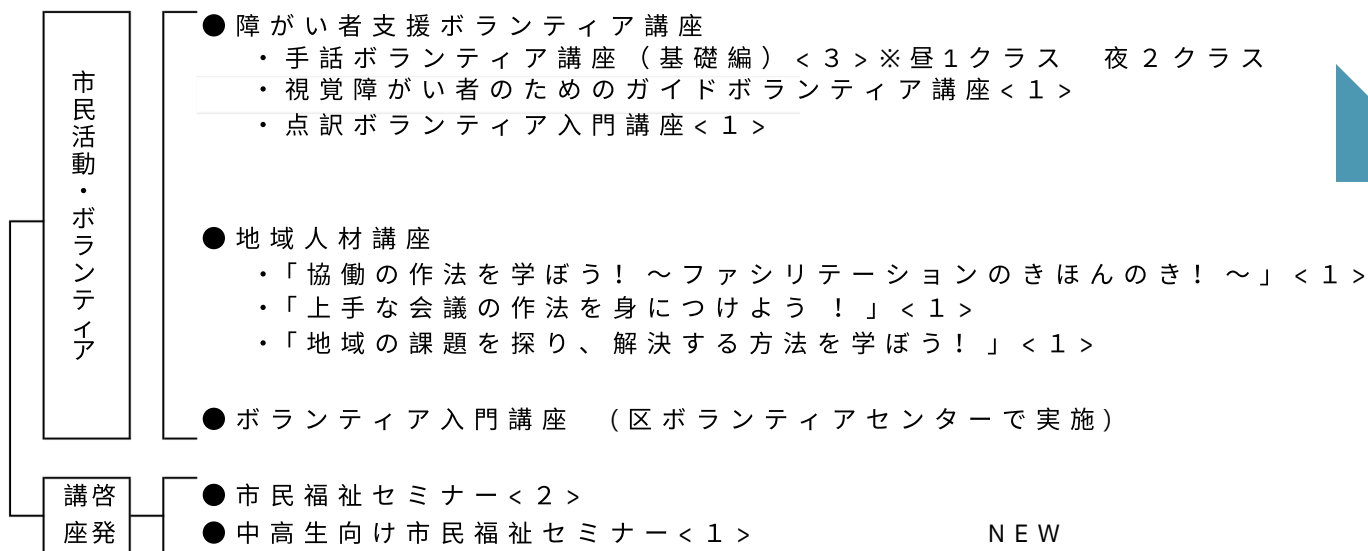 市民活動・ボランティア
●障がい者支援ボランティア講座
・手話ボランティア講座（基礎編）<３>※昼１クラス　夜２クラス
・視覚障がい者のためのガイドボランティア講座<１>
・点訳ボランティア入門講座<１>
●地域人材講座
・「協働の作法を学ぼう！～ファシリテーションのきほんのき！～」<１>
・「上手な会議の作法を身につけよう！」<１>
・「地域の課題を探り、解決する方法を学ぼう！」<１>
●ボランティア入門講座　（区ボランティアセンターで実施）
啓発講座
●市民福祉セミナー<２>
●中高生向け市民福祉セミナー<１>　NEW